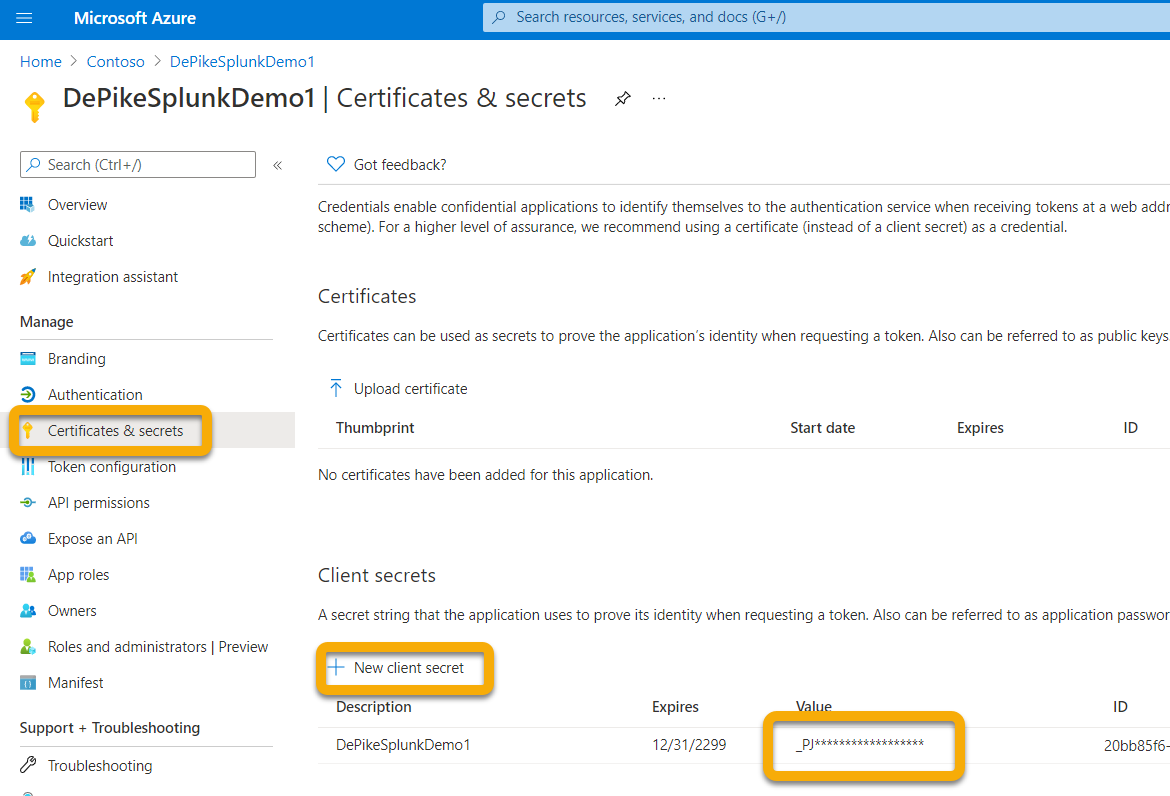 Microsoft Azure
Search resources, services, and docs (G+/)
Home > Contoso > DePikeSplunkDemo1
DePikeSplunkDemo1 | Certificates & secrets
Search (Ctrl+/)
Overview
Quickstart
Integration assistant
Manage
Branding
Authentication
Certificates & secrets
Token configuration
API permissions
Expose an API
App roles
Owners
Roles and administrators | Preview
Manifest
Support + Troubleshooting
Troubleshooting
Got feedback?
Credentials enable confidential applications to identify themselves to the authentication service when receiving tokens at a web addr
scheme). For a higher level of assurance, we recommend using a certificate (instead of a client secret) as a credential.
Certificates
Certificates can be used as secrets to prove the application's identity when requesting a token. Also can be referred to as public keys.
Upload certificate
Thumbprint Start date Expires ID
No certificates have been added for this application.
Client secrets
A secret string that the application uses to prove its identity when requesting a token. Also can be referred to as application passwor
New client secret
Description Expires Value ID
DePikeSplunkDemo1 12/31/2299 _PJ****************** 20bb85f6-